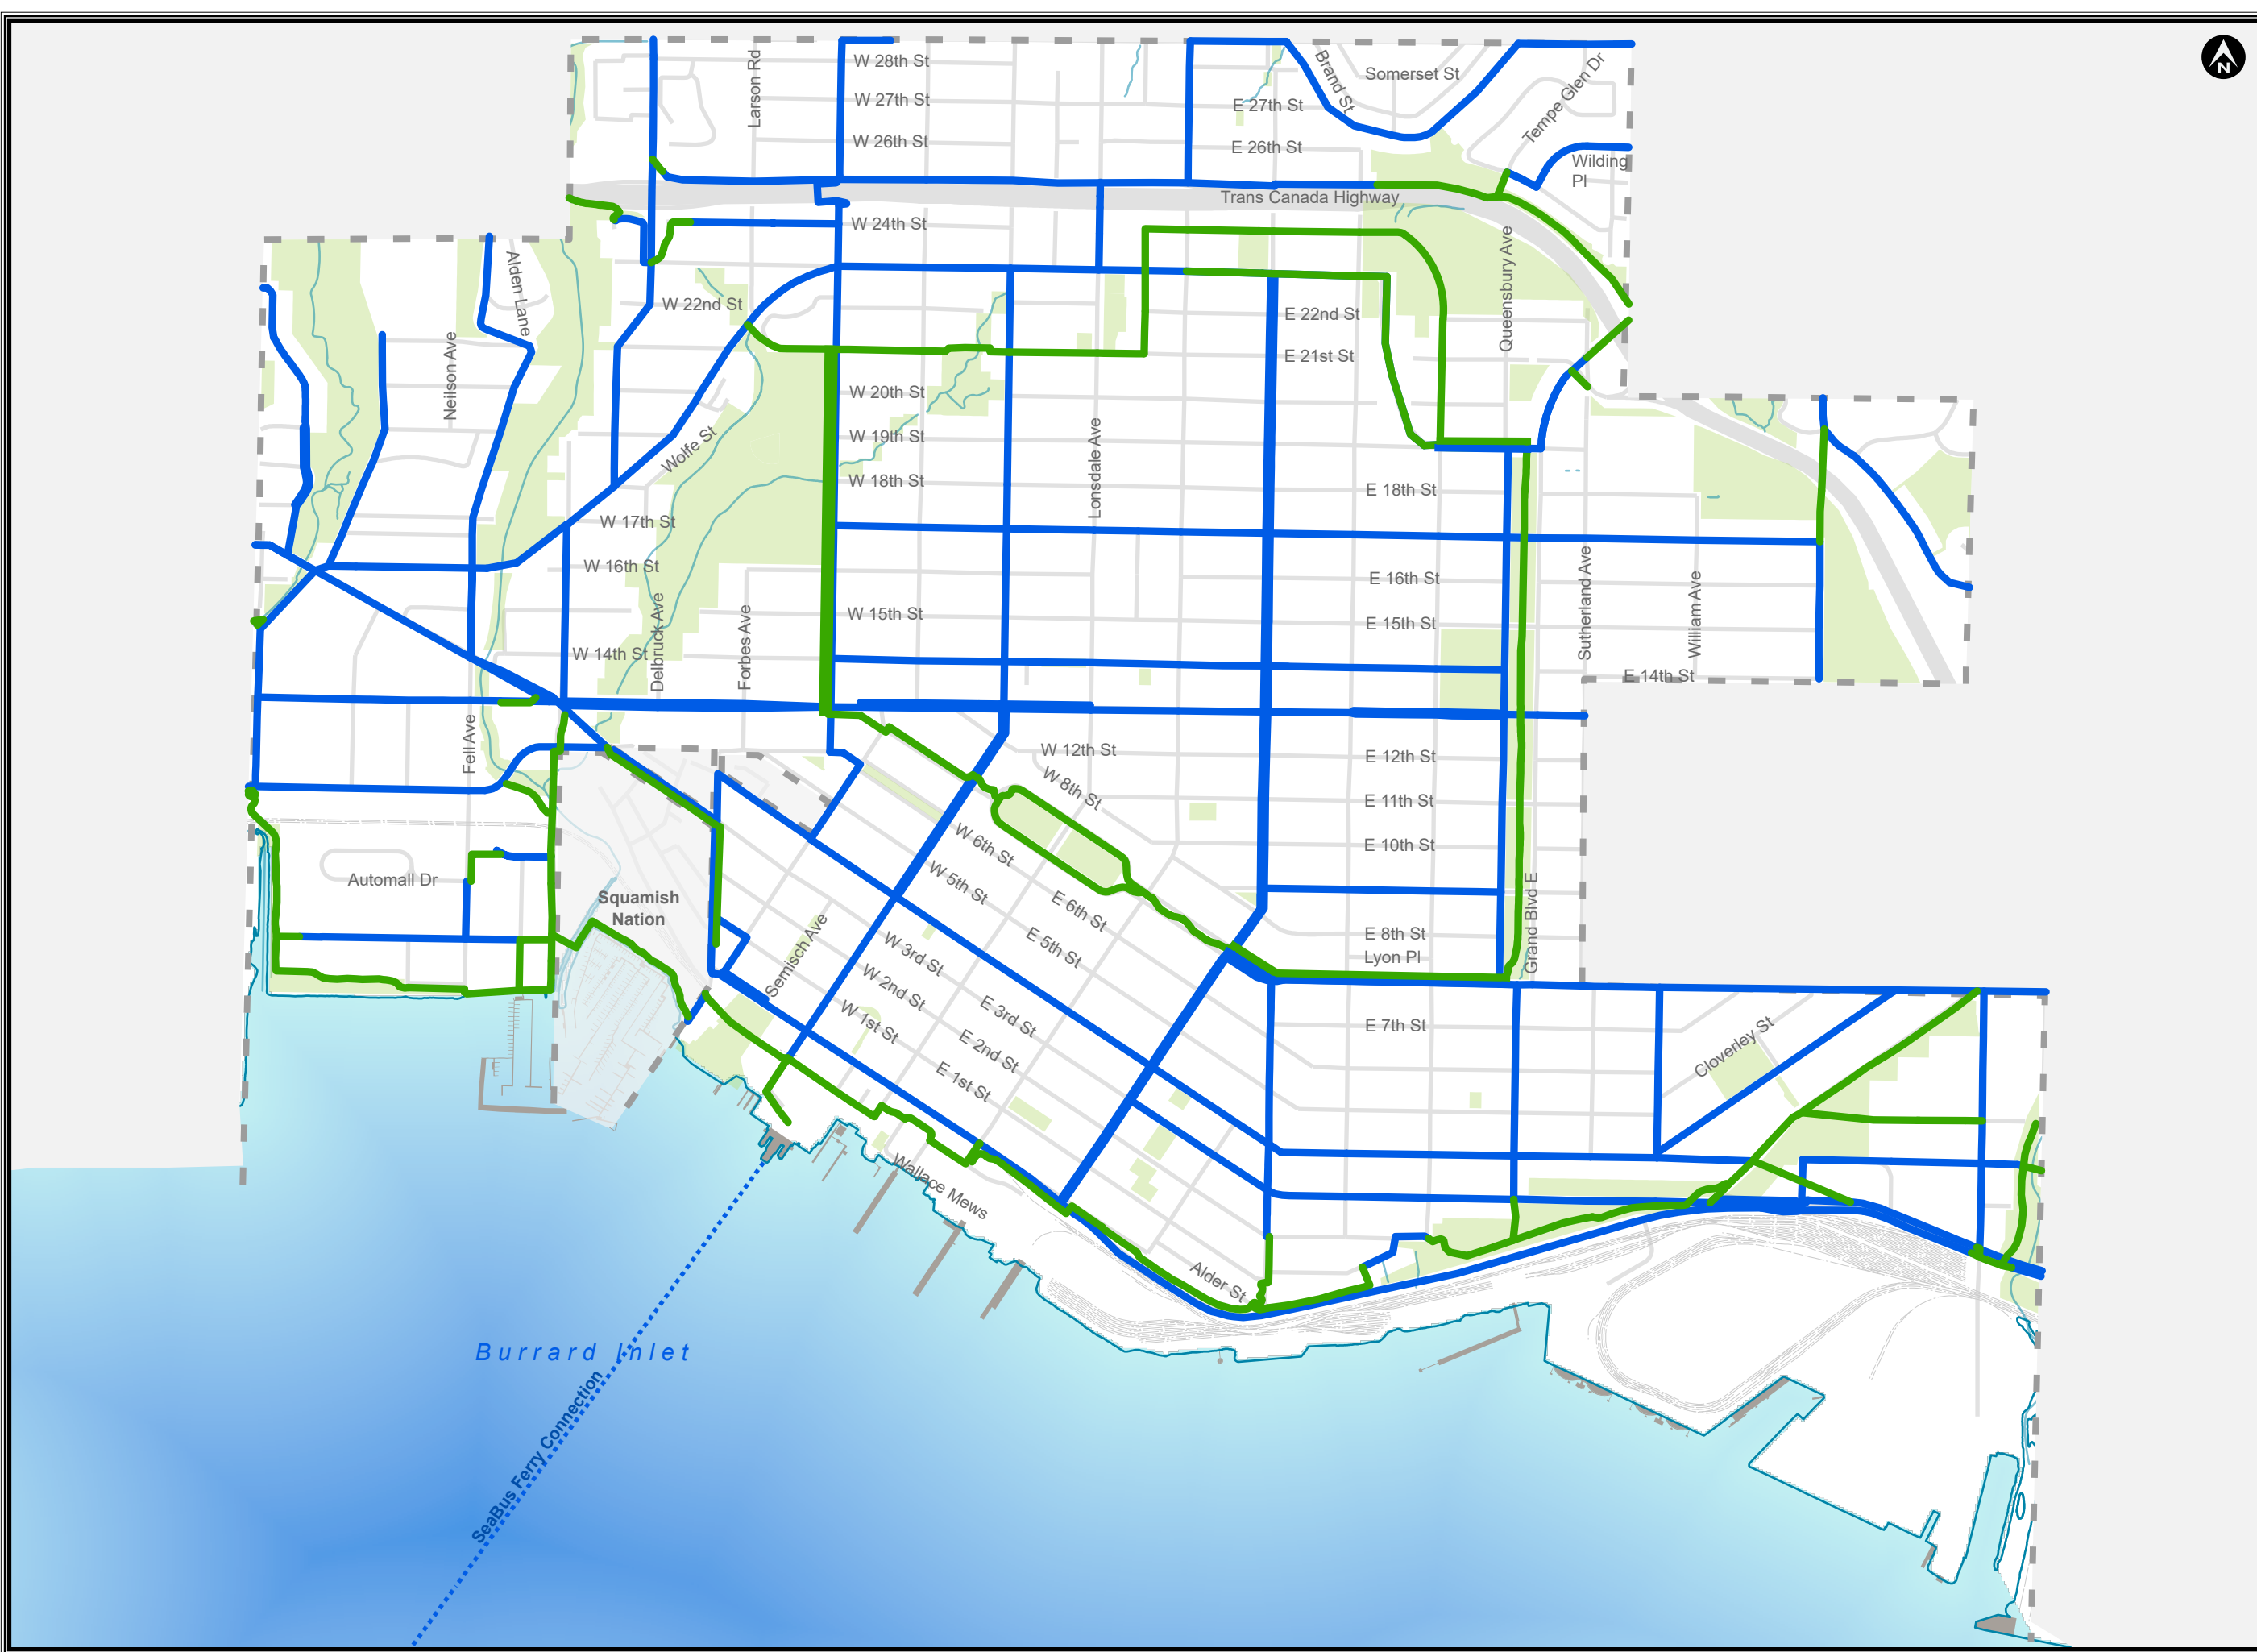 N
Larson Rd
W 28th St
Brand St
Somerset St
Tempe Glen Dr
W 27th St
E 27th St
W 26th St
E 26th St
Wilding
Pl
Trans Canada Highway
W 24th St
Alden Lane
Queensbury Ave
W 22nd St
E 22nd St
Neilson Ave
E 21st St
W 20th St
Wolfe St
W 19th St
Lonsdale Ave
W 18th St
E 18th St
W 17th St
W 16th St
E 16th St
Sutherland Ave
William Ave
Delbruck Ave
Forbes Ave
W 15th St
E 15th St
W 14th St
E 14th St
Fell Ave
W 12th St
E 12th St
W 8th St
E 11th St
W 6th St
E 10th St
Automall Dr
W 5th St
Squamish
Nation
E 6th St
Grand Blvd E
Semisch Ave
W 3rd St
E 5th St
E 8th St
Lyon Pl
W 2nd St
W 1st St
E 3rd St
E 7th St
E 2nd St
Cloverley St
E 1st St
Wallace Mews
Alder St
Burrard Inlet
SeaBus Ferry Connection